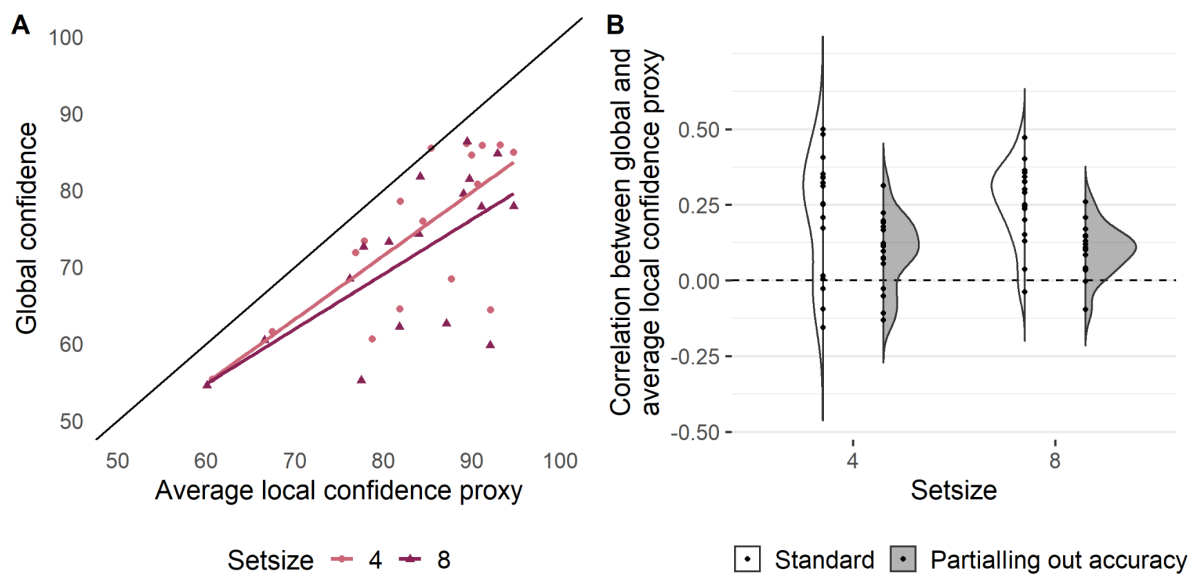 A
Global confidence
100
90
80
70
60
50
50 60 70 80 90 100
Average local confidence proxy
Setsize 4 8
B
Correlation between global and
average local confidence proxy
0.50
0.25
0.00
-0.25
-0.50
4 8
Setsize
Standard Partialling out accuracy